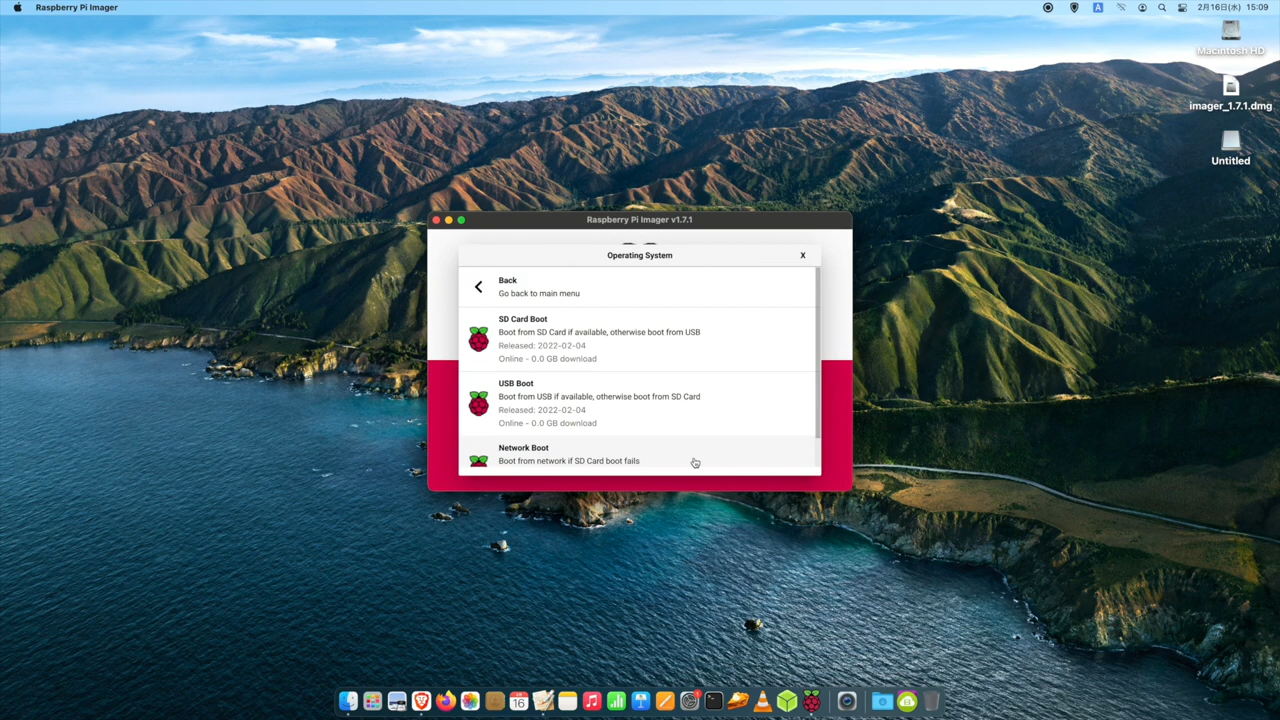 Raspberry Pi Imager
A
2月16日(水) 15:09
Macintosh HD
imager_1.7.1.dmg
Untitled
Raspberry Pi Imager v1.7.1
Operating System
X
Back
Go back to main menu
SD Card Boot
Boot from SD Card if available, otherwise boot from USB
Released: 2022-02-04
Online - 0.0 GB download
USB Boot
Boot from USB if available, otherwise boot from SD Card
Released: 2022-02-04
Online - 0.0 GB download
Network Boot
Boot from network if SD Card boot fails
16